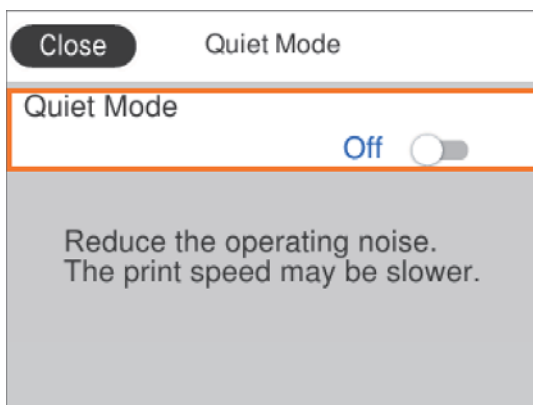 Close Quiet Mode
Quiet Mode
Off
Reduce the operating noise.
The print speed may be slower.